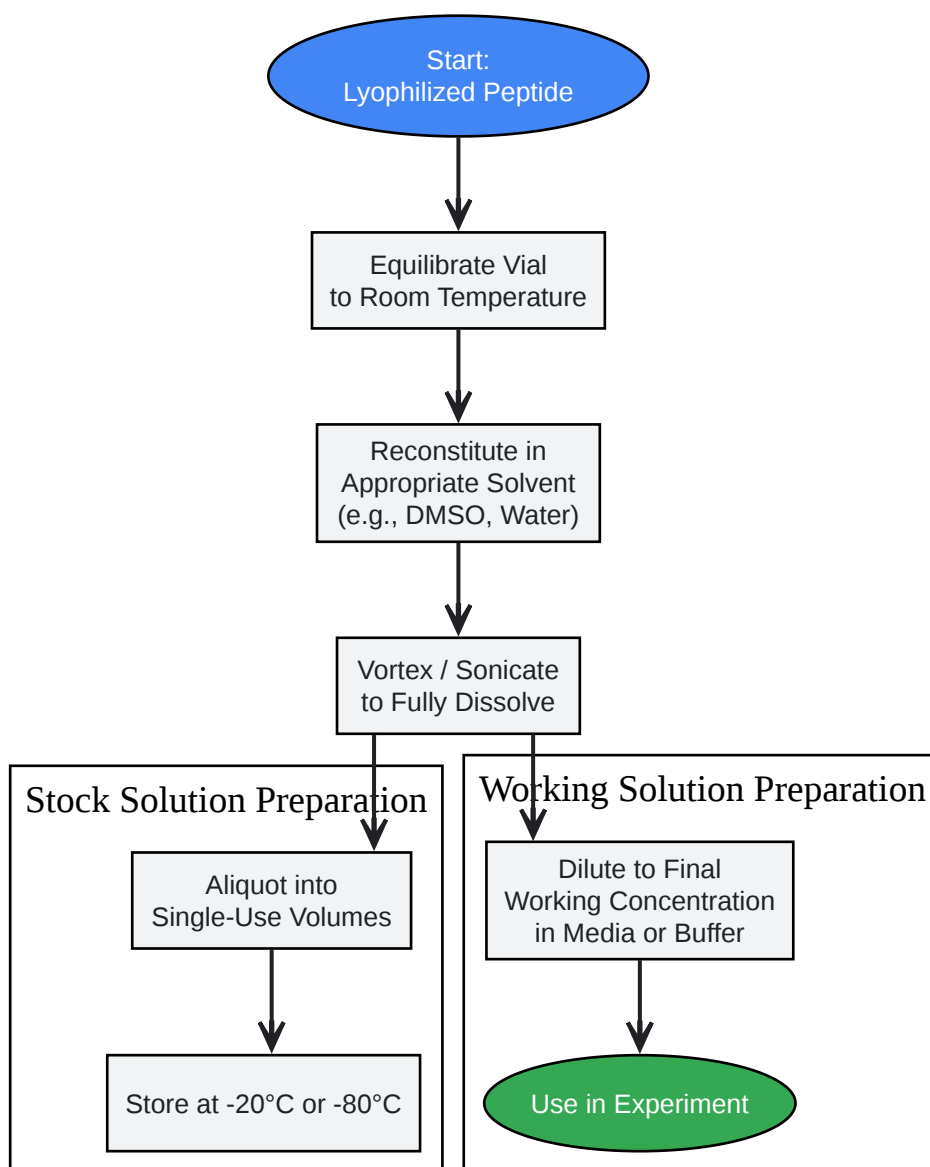 Start:
Lyophilized Peptide
Equilibrate Vial
to Room Temperature
Reconstitute in
Appropriate Solvent
(e.g., DMSO, Water)
Vortex / Sonicate
to Fully Dissolve
Stock Solution Preparation
Aliquot into
Single-Use Volumes
Store at -20°C or -80°C
Working Solution Preparation
Dilute to Final
Working Concentration
in Media or Buffer
Use in Experiment